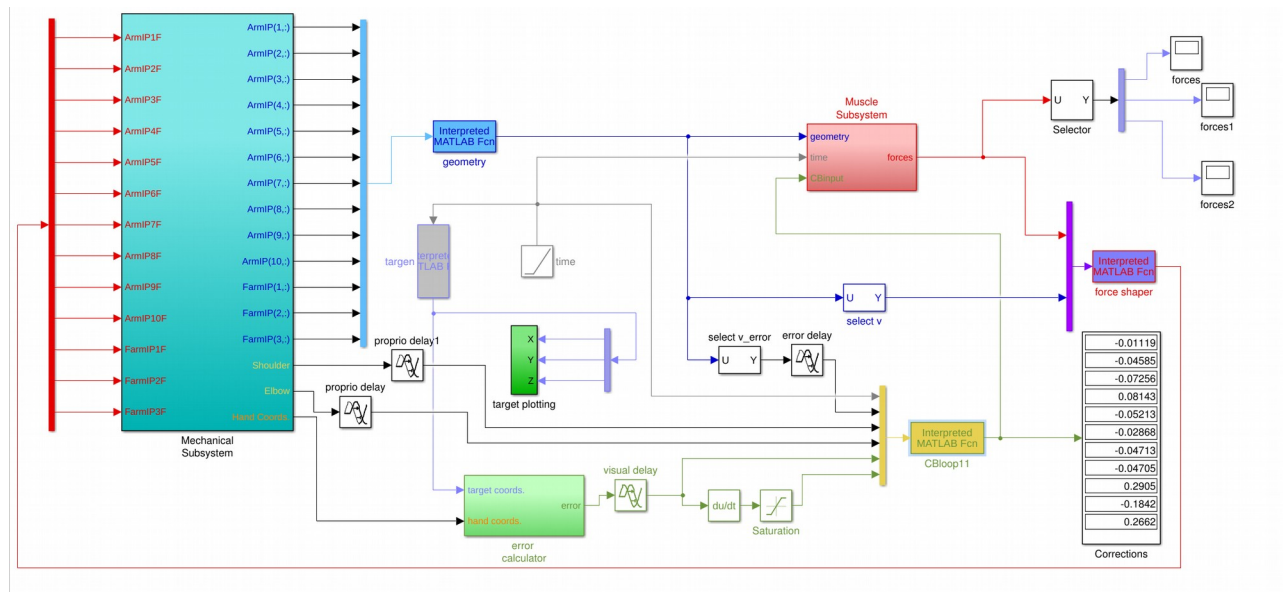 ArmIP1F
ArmIP2F
ArmIP3F
ArmIP4F
ArmIP5F
ArmIP6F
ArmIP7F
ArmIP8F
ArmIP9F
ArmIP10F
FarmIP1F
FarmIP2F
FarmIP3F
ArmIP(1,:)
ArmIP(2,:)
ArmIP(3,:)
ArmIP(4,:)
ArmIP(5,:)
ArmIP(6,:)
ArmIP(7,:)
ArmIP(8,:)
ArmIP(9,:)
ArmIP(10,:)
FarmIP(1,:)
FarmIP(2,:)
FarmIP(3,:)
Shoulder
Elbow
Hand Coords.
Mechanical
Subsystem
proprio delay1
proprio delay
Interpreted
MATLAB Fcn
geometry
targen
terprete
TLAB I
time
X
Y
Z
target plotting
target coords.
hand coords.
error
error
calculator
visual delay
du/dt
Saturation
Muscle
Subsystem
geometry
time
CBinput
forces
U Y
select v
select v_error
U Y
error delay
Interpreted
MATLAB Fcn
CBloop11
U Y
Selector
forces
forces1
forces2
Interpreted
MATLAB Fcn
force shaper
-0.01119
-0.04585
-0.07256
0.08143
-0.05213
-0.02868
-0.04713
-0.04705
0.2905
-0.1842
0.2662
Corrections